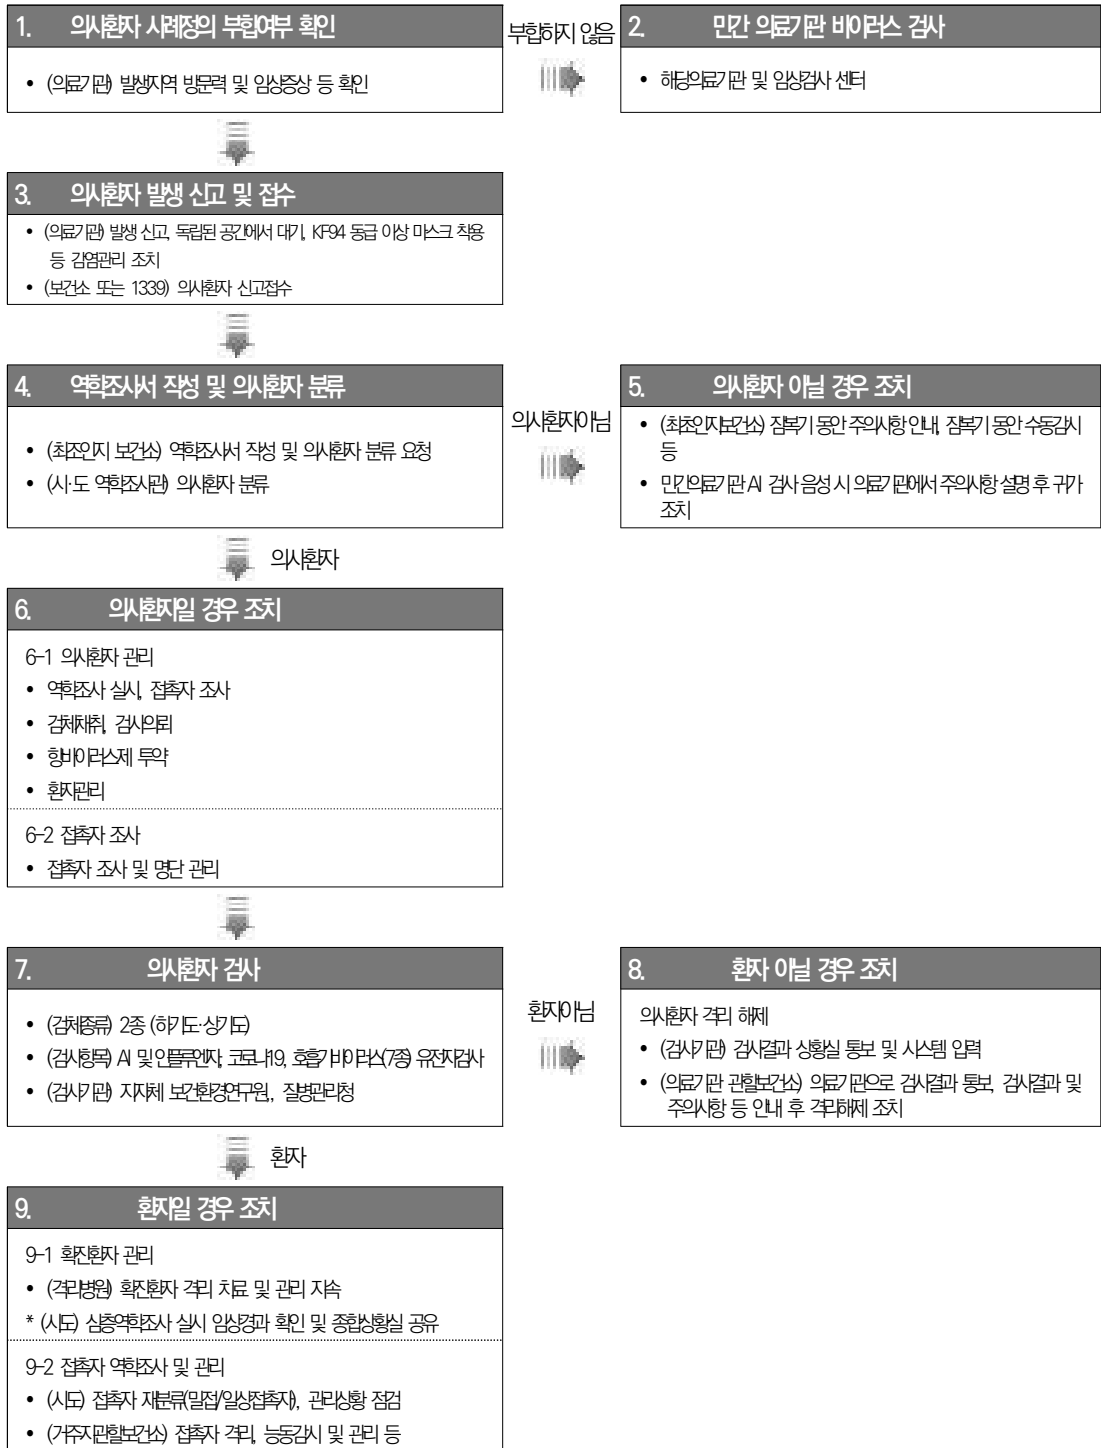 1. 의사환자 사례정의 부합여부 확인
• (의료기관) 발생지역 방문력 및 임상증상 등 확인
부합하지 않음
2. 민간 의료기관 바이러스 검사
• 해당의료기관 및 임상검사 센터
3. 의사환자 발생 신고 및 접수
• (의료기관) 발생 신고, 독립된 공간에서 대기, KF94 등급 이상 마스크 착용
등 감염관리 조치
• (보건소 또는 1339) 의사환자 신고접수
4. 역학조사서 작성 및 의사환자 분류
• (최초인지 보건소) 역학조사서 작성 및 의사환자 분류 요청
• (시·도 역학조사관) 의사환자 분류
의사환자아님
5. 의사환자 아닐 경우 조치
• (최초인지보건소) 잠복기 동안 주의사항 안내, 잠복기 동안 수동감시
등
• 민간의료기관 AI 검사 음성 시 의료기관에서 주의사항 설명 후 귀가
조치
의사환자
6. 의사환자일 경우 조치
6-1 의사환자 관리
• 역학조사 실시, 접촉자 조사
• 검체채취, 검사의뢰
• 항바이러스제 투약
• 환자관리
6-2 접촉자 조사
• 접촉자 조사 및 명단 관리
7. 의사환자 검사
• (검체종류) 2종 (하기도·상기도)
• (검사항목) AI 및 인플루엔자, 코로나19, 호흡기 바이러스(7종) 유전자검사
• (검사기관) 지자체 보건환경연구원, 질병관리청
환자아님
8. 환자 아닐 경우 조치
의사환자 격리 해제
• (검사기관) 검사결과 상황실 통보 및 시스템 입력
• (의료기관 관할보건소) 의료기관으로 검사결과 통보, 검사결과 및
주의사항 등 안내 후 격리해제 조치
환자
9. 환자일 경우 조치
9-1 확진환자 관리
• (격리병원) 확진환자 격리 치료 및 관리 지속
* (시도) 심층역학조사 실시 임상경과 확인 및 종합상황실 공유
9-2 접촉자 역학조사 및 관리
• (시도) 접촉자 재분류(밀접/일상접촉자), 관리상황 점검
• (거주지관할보건소) 접촉자 격리, 능동감시 및 관리 등